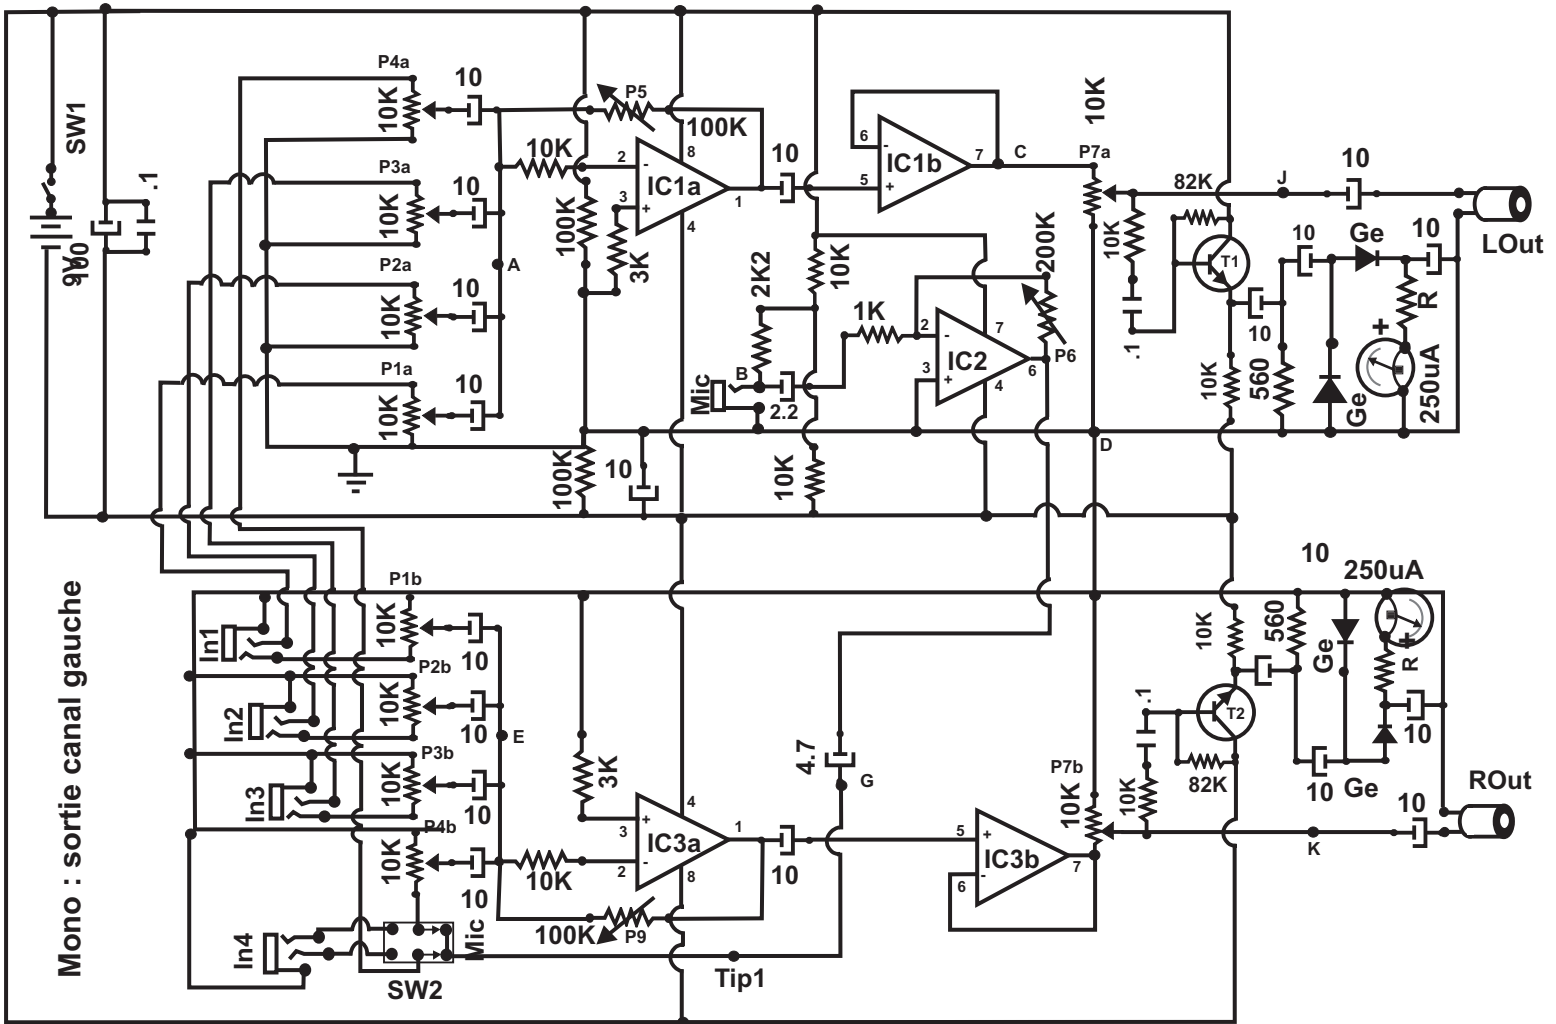 P4a
10
10K
SW1
9V
100
.1
P5
100K
10K
2
-
8
IC1a
3
+
1
4
100K
3K
10
6
-
IC1b
7
C
5
+
10K
P7a
10
82K
J
LOut
10K
.1
T1
10
Ge
10
10
R
+
250uA
560
Ge
10K
P3a
10
10K
A
P2a
10
10K
P1a
10
10K
2K2
10K
200K
1K
2
-
7
IC2
3
+
6
4
P6
B
Mic
2.2
D
100K
10
10K
Mono : sortie canal gauche
P1b
10K
10
In1
P2b
10K
10
In2
E
P3b
10K
10
In3
P4b
10K
10
In4
Mic
SW2
3K
4
+
3
IC3a
1
-
2
8
10K
100K
P9
10
4.7
G
Tip1
5
+
IC3b
7
6
-
P7b
10K
10K
.1
82K
T2
10K
560
Ge
10
250uA
+
R
10
10
Ge
ROut
10
K